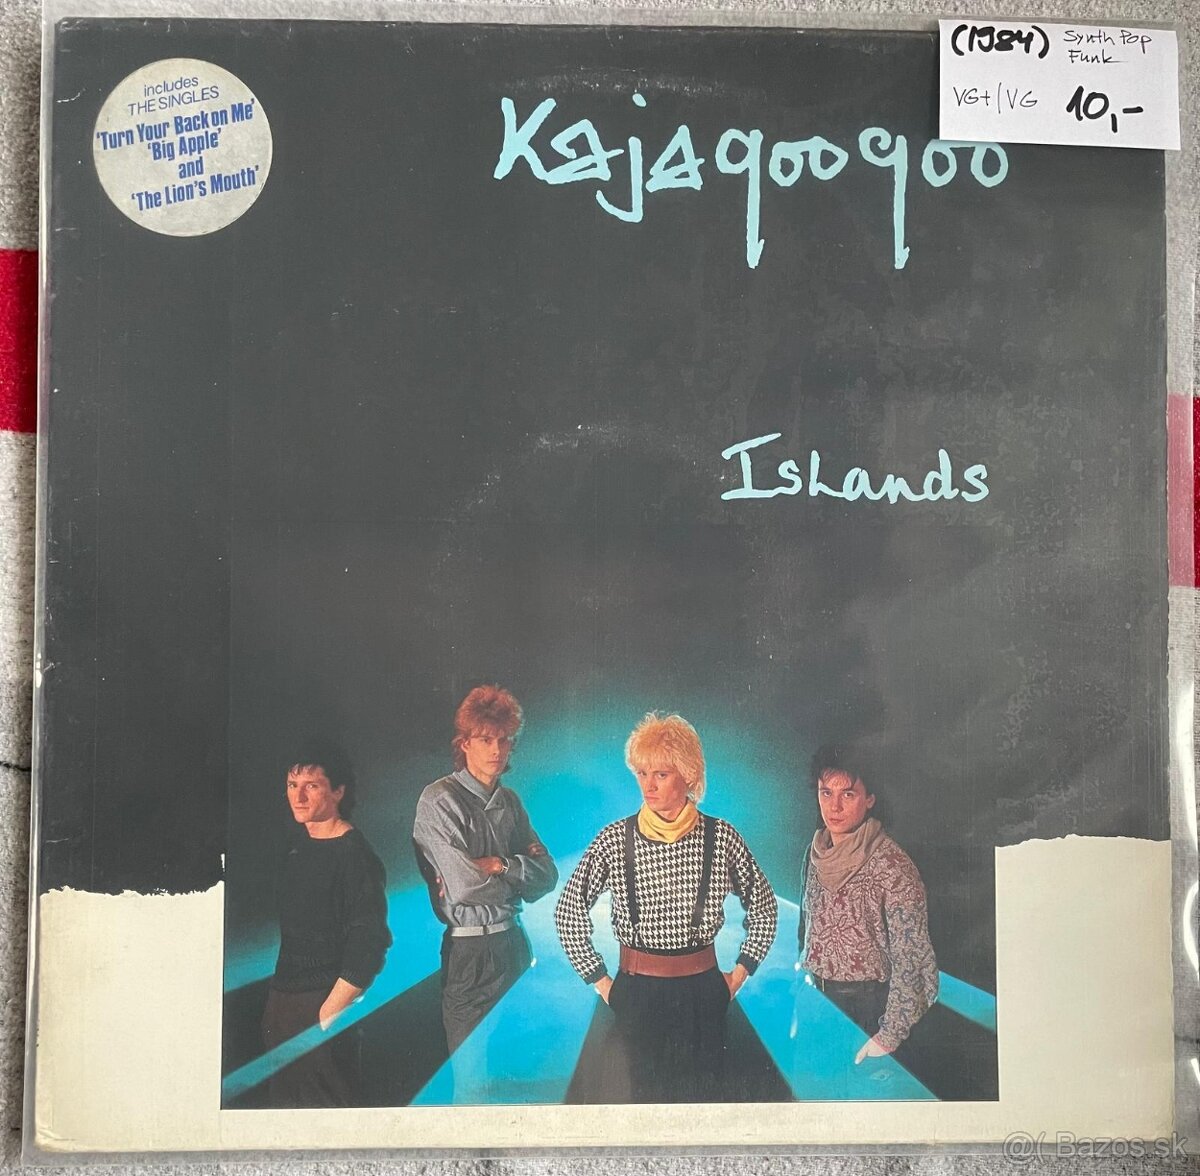 includes
THE SINGLES
'Turn Your Back on Me'
'Big Apple'
and
'The Lion's Mouth'
(1984) Synth Pop
Funk
VG+/VG 10,-
Kajagoogoo
Islands
@( Bazos.sk